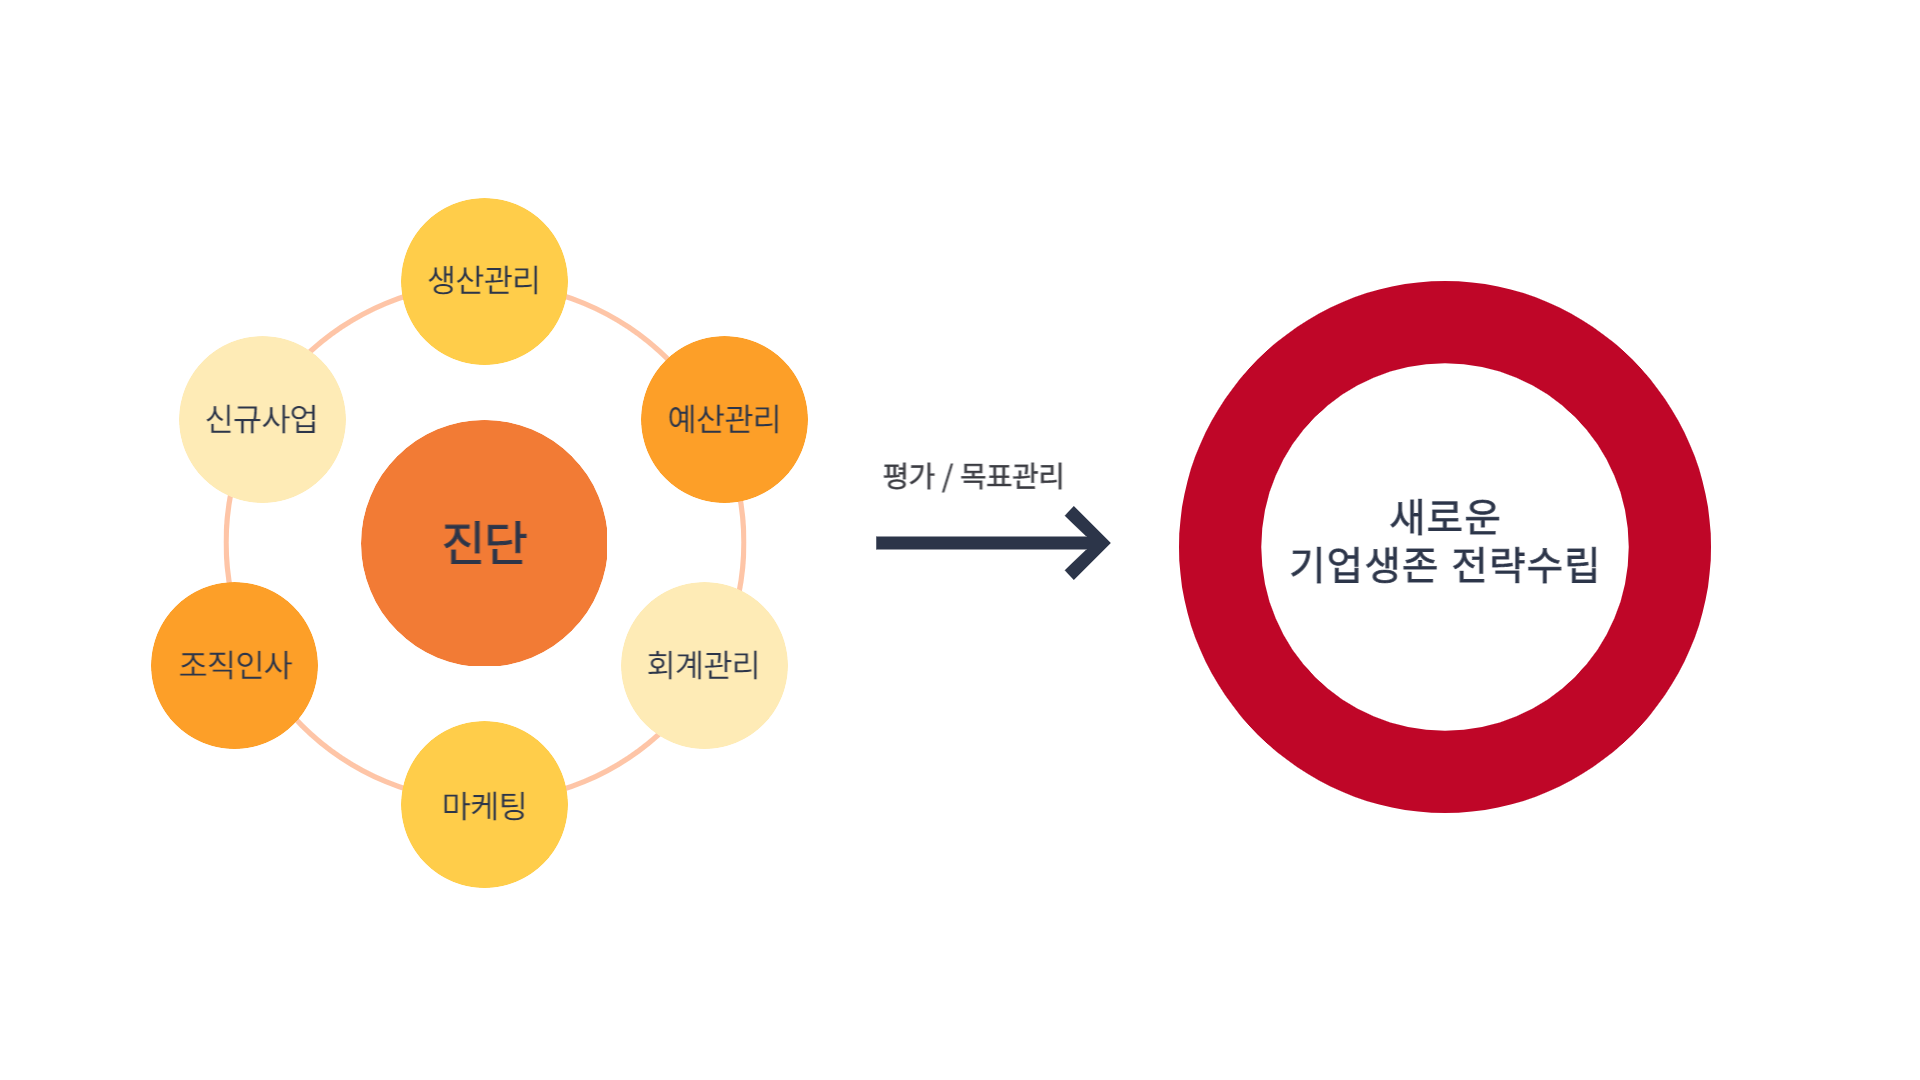 생산관리
신규사업
예산관리
진단
조직인사
회계관리
마케팅
평가 / 목표관리
새로운
기업생존 전략수립